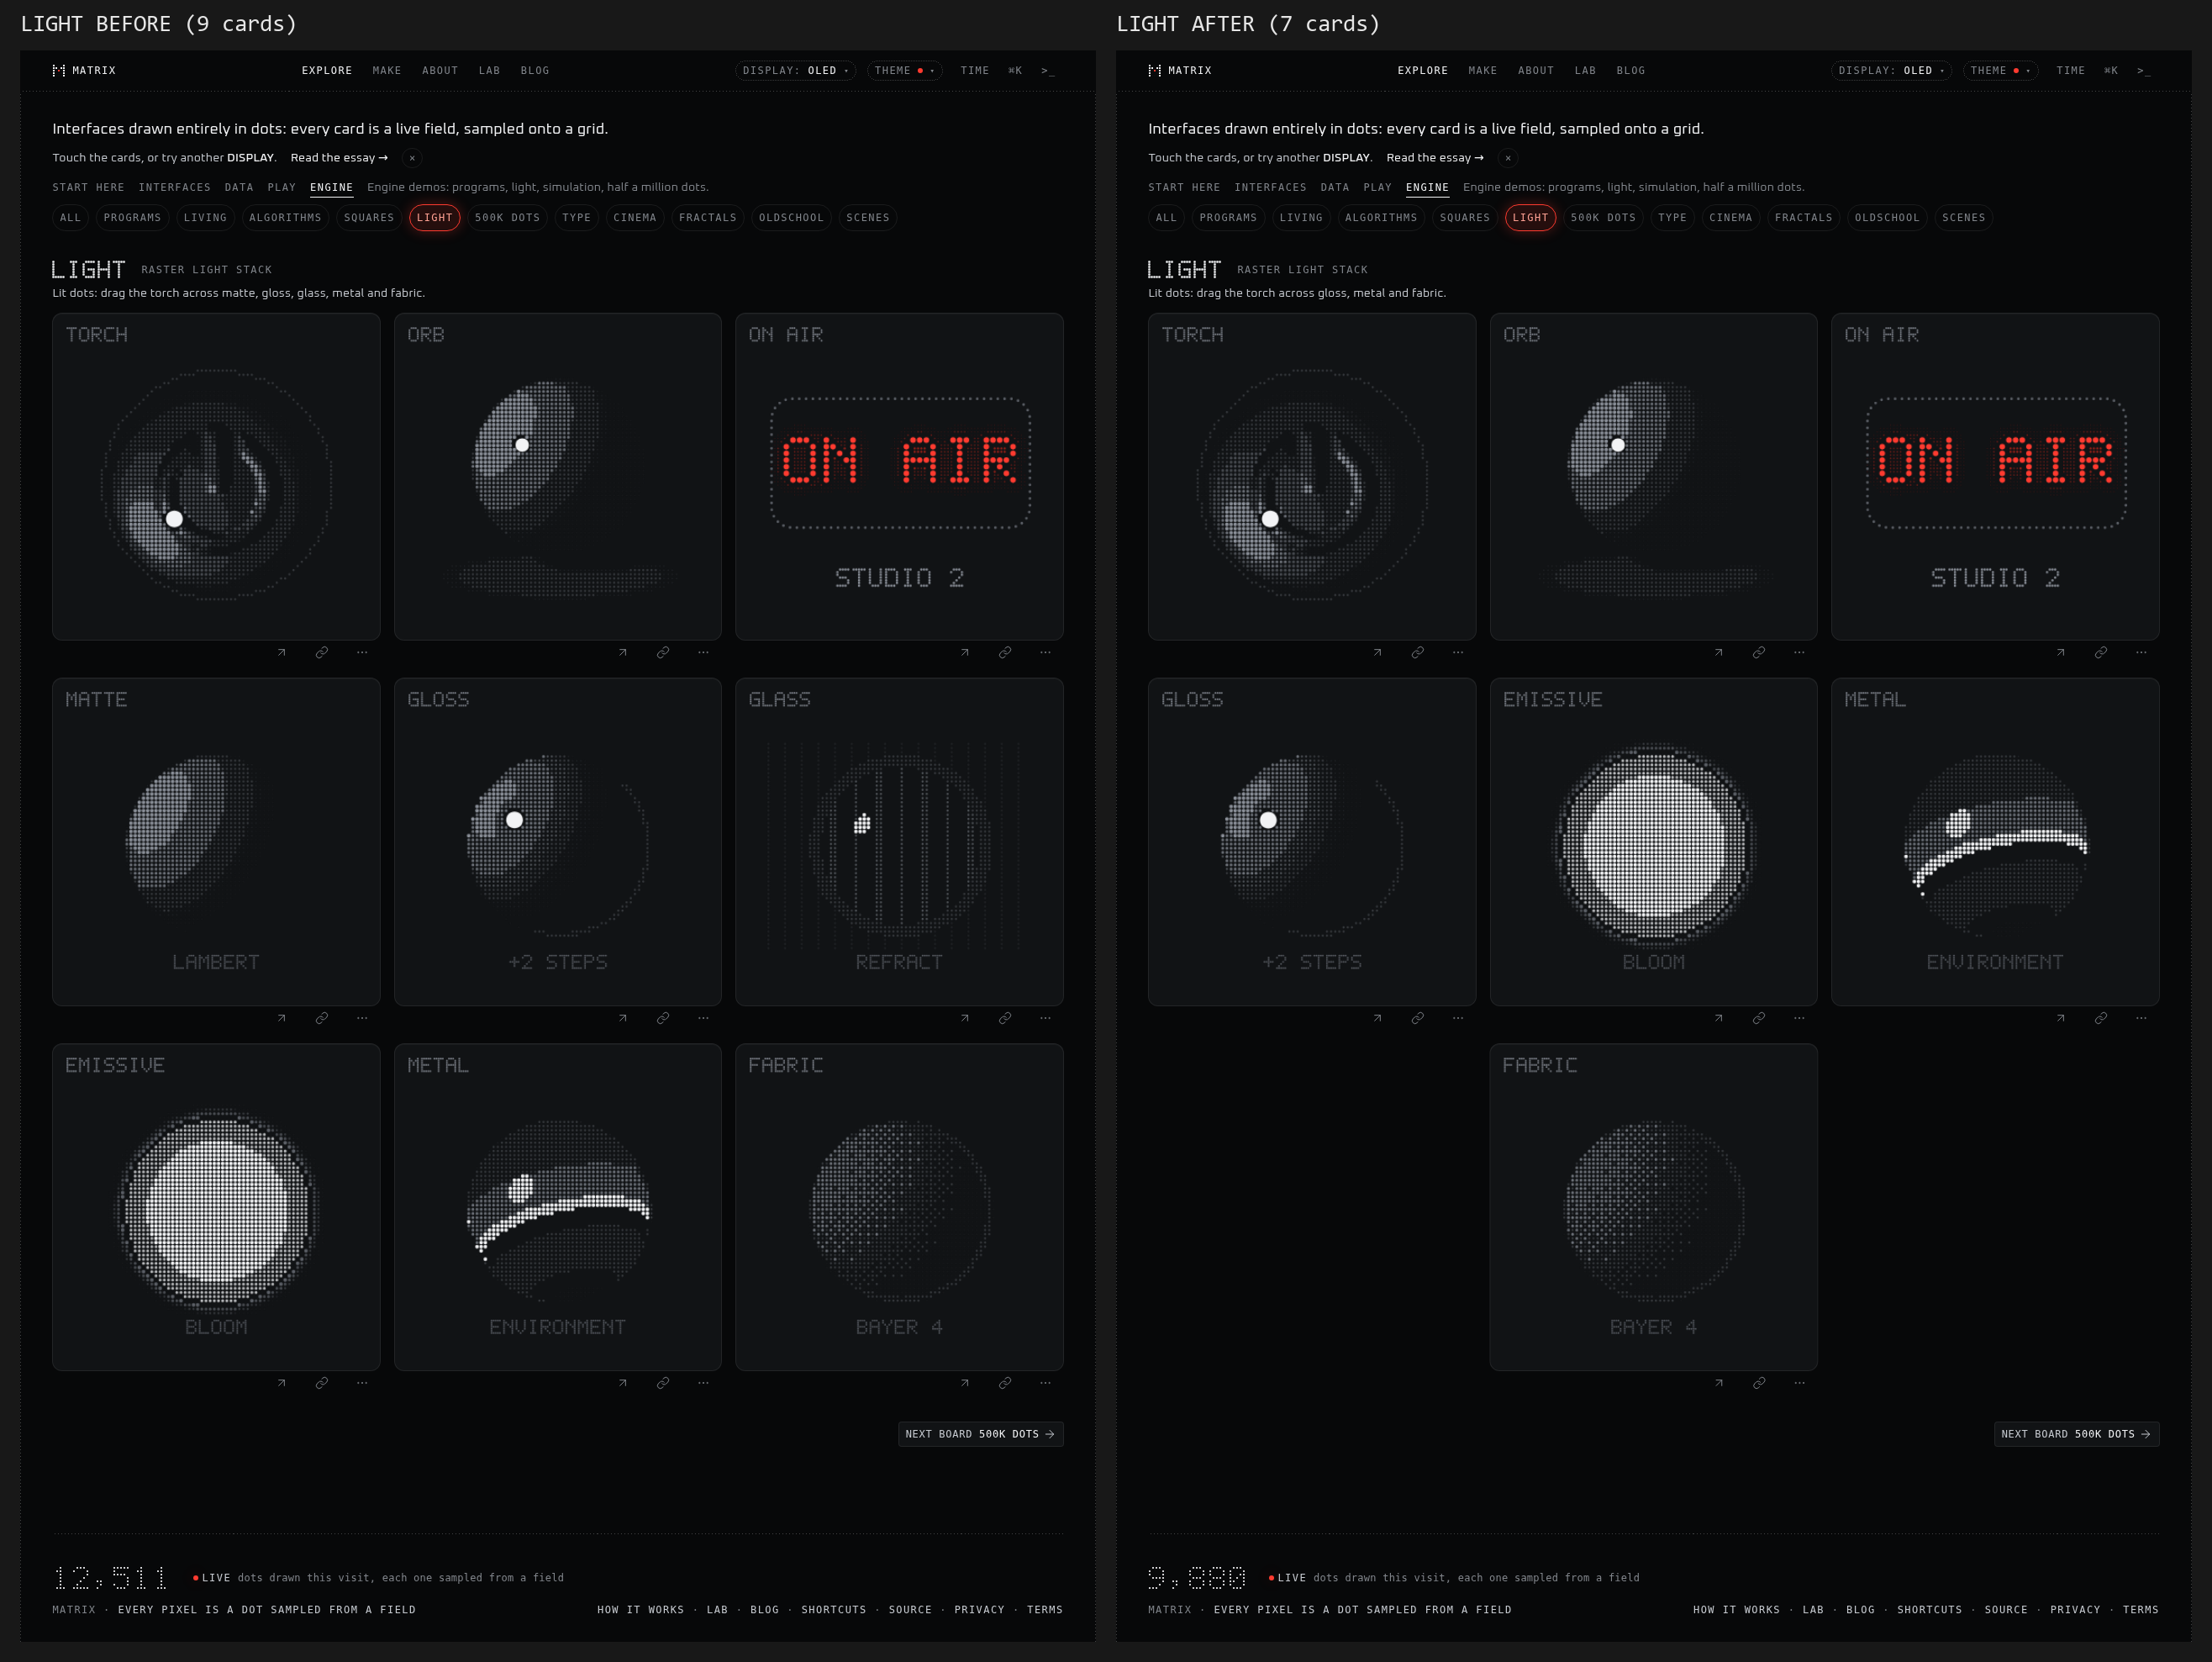 LIGHT BEFORE (9 cards)
MATRIX
EXPLORE MAKE ABOUT LAB BLOG
DISPLAY: OLED THEME TIME ⌘K >_
Interfaces drawn entirely in dots: every card is a live field, sampled onto a grid.
Touch the cards, or try another DISPLAY. Read the essay → ×
START HERE INTERFACES DATA PLAY ENGINE Engine demos: programs, light, simulation, half a million dots.
ALL PROGRAMS LIVING ALGORITHMS SQUARES LIGHT 500K DOTS TYPE CINEMA FRACTALS OLDSCHOOL SCENES
LIGHT RASTER LIGHT STACK
Lit dots: drag the torch across matte, gloss, glass, metal and fabric.
TORCH
ORB
ON AIR
ON AIR
STUDIO 2
MATTE
LAMBERT
GLOSS
+2 STEPS
GLASS
REFRACT
EMISSIVE
BLOOM
METAL
ENVIRONMENT
FABRIC
BAYER 4
NEXT BOARD 500K DOTS →
12,511 LIVE dots drawn this visit, each one sampled from a field
MATRIX · EVERY PIXEL IS A DOT SAMPLED FROM A FIELD
HOW IT WORKS · LAB · BLOG · SHORTCUTS · SOURCE · PRIVACY · TERMS
LIGHT AFTER (7 cards)
MATRIX
EXPLORE MAKE ABOUT LAB BLOG
DISPLAY: OLED THEME TIME ⌘K >_
Interfaces drawn entirely in dots: every card is a live field, sampled onto a grid.
Touch the cards, or try another DISPLAY. Read the essay → ×
START HERE INTERFACES DATA PLAY ENGINE Engine demos: programs, light, simulation, half a million dots.
ALL PROGRAMS LIVING ALGORITHMS SQUARES LIGHT 500K DOTS TYPE CINEMA FRACTALS OLDSCHOOL SCENES
LIGHT RASTER LIGHT STACK
Lit dots: drag the torch across gloss, metal and fabric.
TORCH
ORB
ON AIR
ON AIR
STUDIO 2
GLOSS
+2 STEPS
EMISSIVE
BLOOM
METAL
ENVIRONMENT
FABRIC
BAYER 4
NEXT BOARD 500K DOTS →
9,880 LIVE dots drawn this visit, each one sampled from a field
MATRIX · EVERY PIXEL IS A DOT SAMPLED FROM A FIELD
HOW IT WORKS · LAB · BLOG · SHORTCUTS · SOURCE · PRIVACY · TERMS